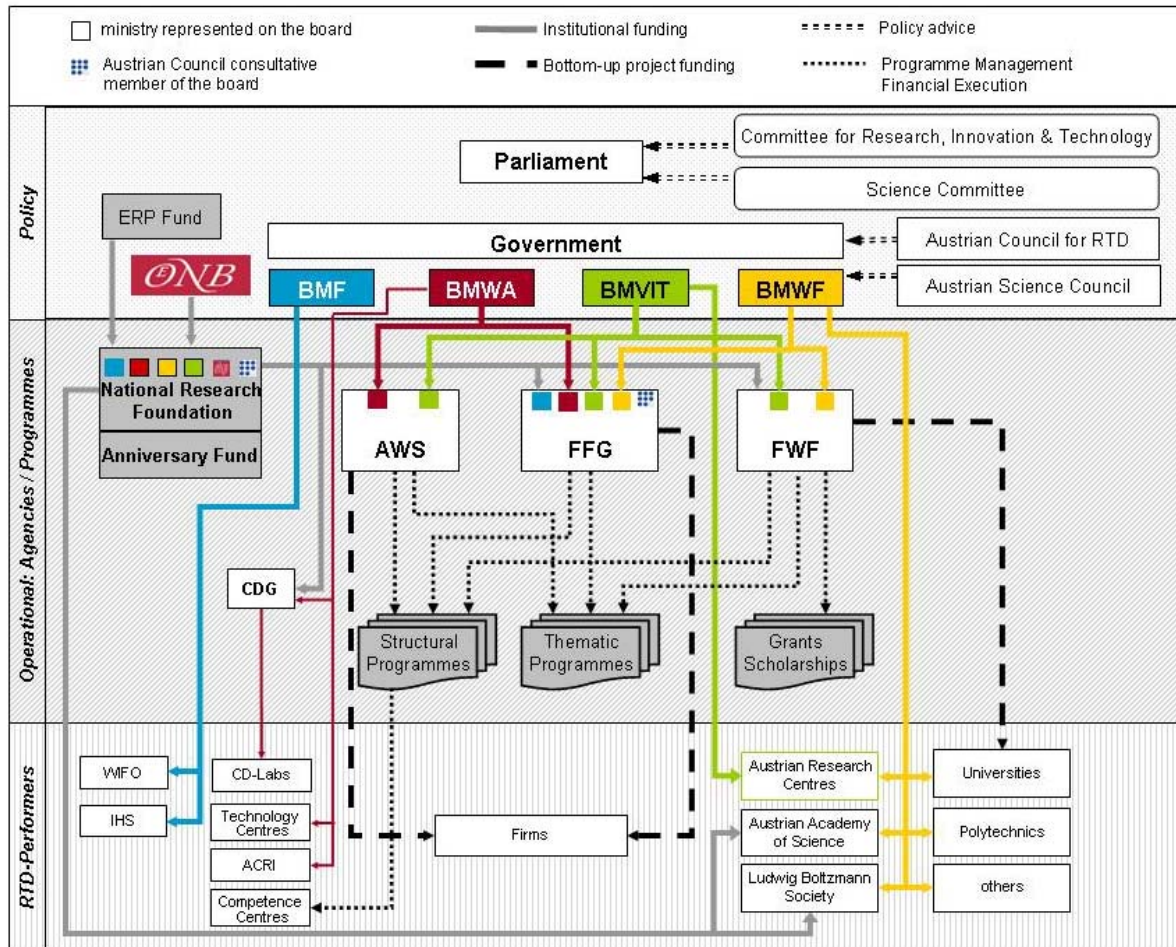 ministry represented on the board
Institutional funding
Policy advice
Austrian Council consultative
member of the board
Bottom-up project funding
Programme Management
Financial Execution
Policy
Parliament
Committee for Research, Innovation & Technology
Science Committee
ERP Fund
Government
Austrian Council for RTD
OeNB
BMF
BMWA
BMVIT
BMWF
Austrian Science Council
Operational: Agencies / Programmes
National Research
Foundation
Anniversary Fund
AWS
FFG
FWF
CDG
Structural
Programmes
Thematic
Programmes
Grants
Scholarships
RTD-Performers
WIFO
IHS
CD-Labs
Technology
Centres
ACRI
Competence
Centres
Firms
Austrian Research
Centres
Austrian Academy
of Science
Ludwig Boltzmann
Society
Universities
Polytechnics
others